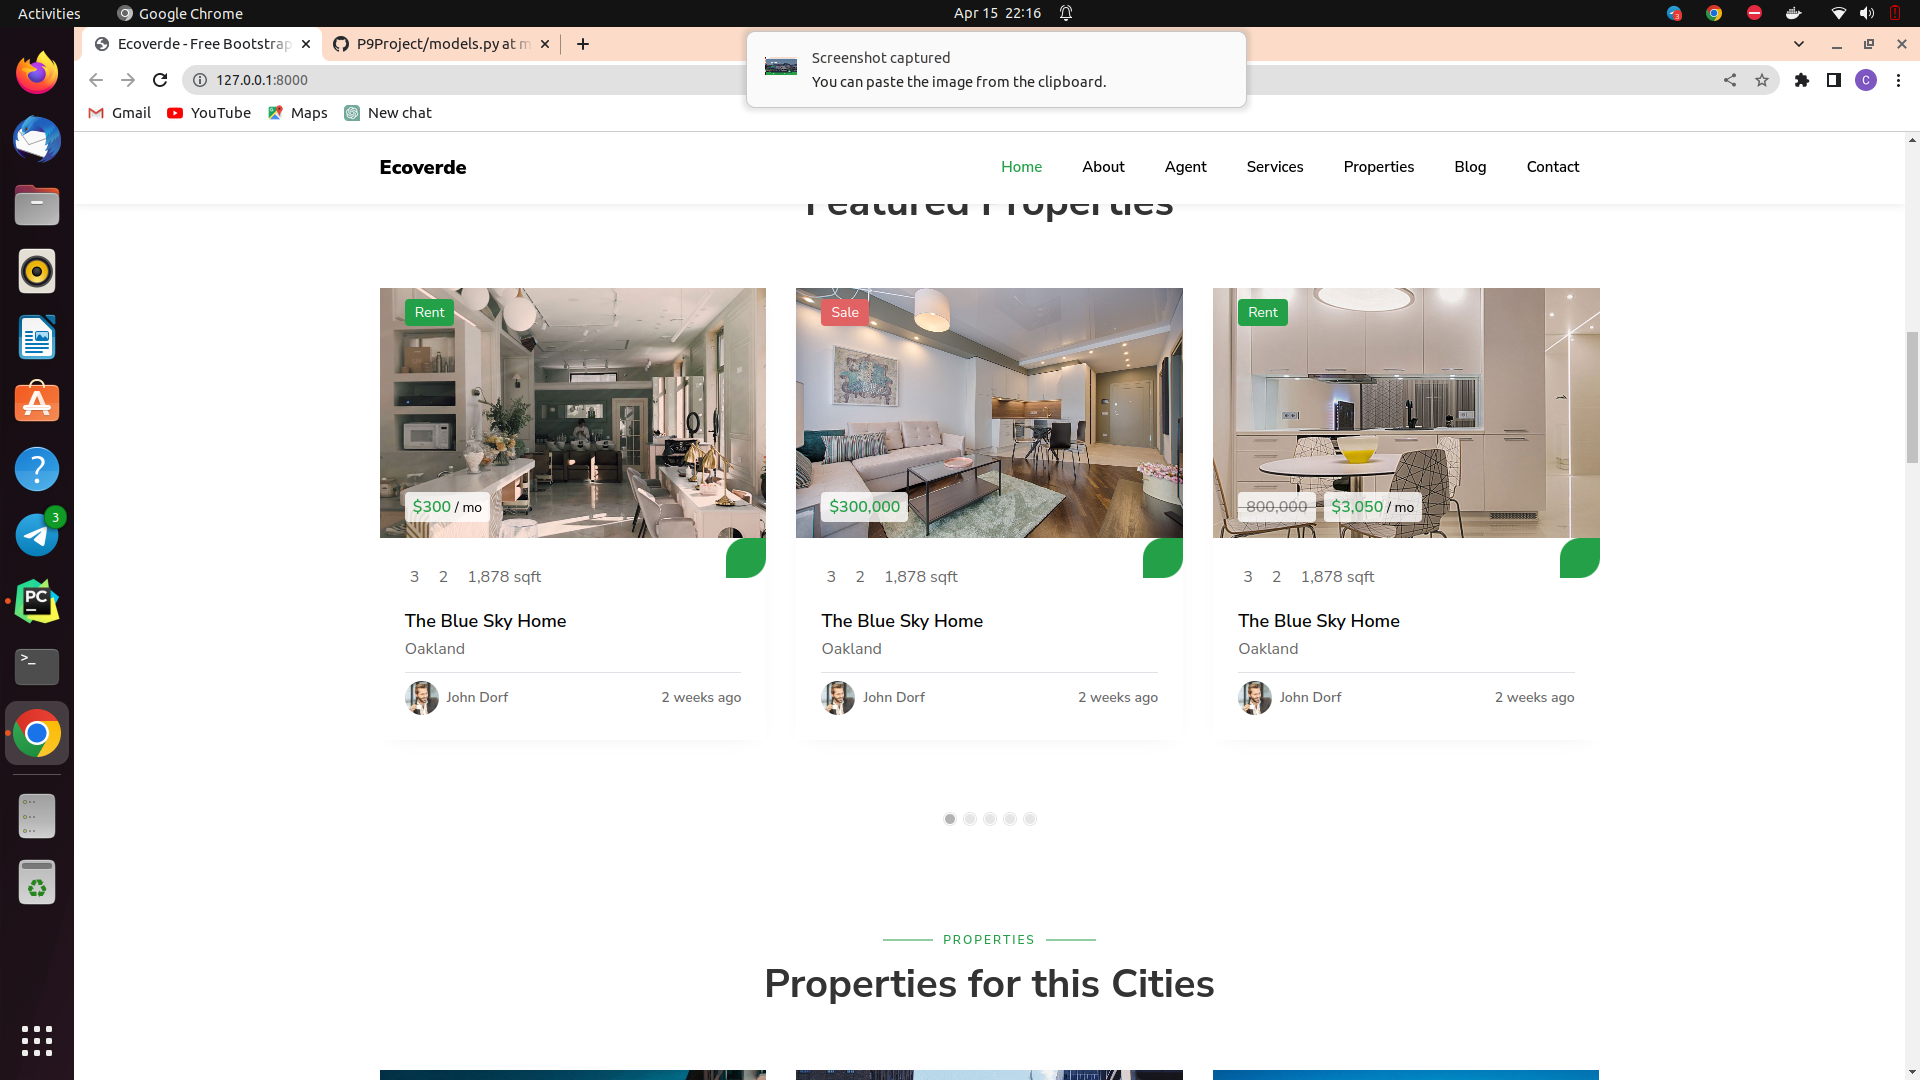 Activities
Google Chrome
Apr 15 22:16
3
Ecoverde - Free Bootstrap
P9Project/models.py at m
Screenshot captured
You can paste the image from the clipboard.
127.0.0.1:8000
C
Gmail
YouTube
Maps
New chat
Ecoverde
Home
About
Agent
Services
Properties
Blog
Contact
Featured Properties
Rent
$300 / mo
3 2 1,878 sqft
The Blue Sky Home
Oakland
John Dorf
2 weeks ago
Sale
$300,000
3 2 1,878 sqft
The Blue Sky Home
Oakland
John Dorf
2 weeks ago
Rent
800,000
$3,050 / mo
3 2 1,878 sqft
The Blue Sky Home
Oakland
John Dorf
2 weeks ago
PROPERTIES
Properties for this Cities
3
PC
>_